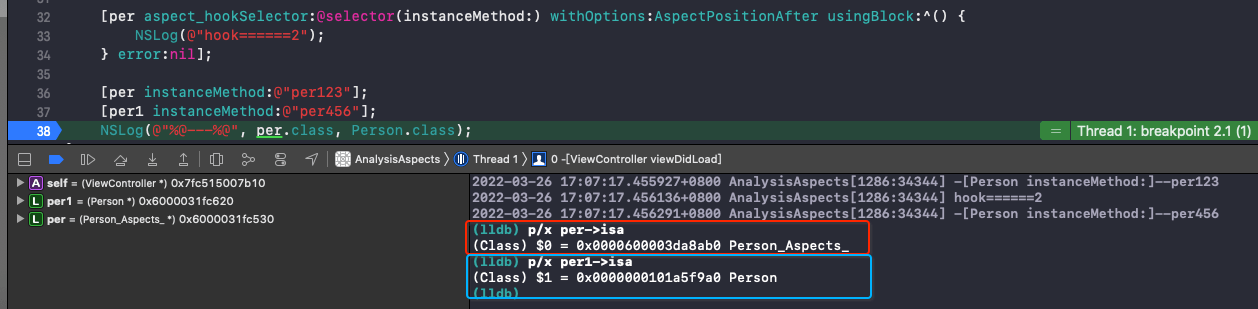 32 [per aspect_hookSelector:@selector(instanceMethod:) withOptions:AspectPositionAfter usingBlock:^() {
33 NSLog(@"hook======2");
34 } error:nil];
35
36 [per instanceMethod:@"per123"];
37 [per1 instanceMethod:@"per456"];
38 NSLog(@"%@---%@", per.class, Person.class); = Thread 1: breakpoint 2.1 (1)
AnalysisAspects Thread 1 0 -[ViewController viewDidLoad]
A self = (ViewController *) 0x7fc515007b10
L per1 = (Person *) 0x6000031fc620
L per = (Person_Aspects_ *) 0x6000031fc530
2022-03-26 17:07:17.455927+0800 AnalysisAspects[1286:34344] -[Person instanceMethod:]--per123
2022-03-26 17:07:17.456136+0800 AnalysisAspects[1286:34344] hook======2
2022-03-26 17:07:17.456291+0800 AnalysisAspects[1286:34344] -[Person instanceMethod:]--per456
(lldb) p/x per->isa
(Class) $0 = 0x0000600003da8ab0 Person_Aspects_
(lldb) p/x per1->isa
(Class) $1 = 0x0000000101a5f9a0 Person
(lldb)